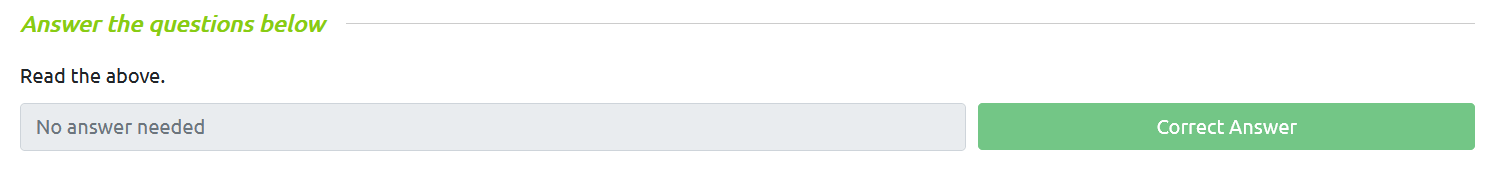 Answer the questions below
Read the above.
No answer needed
Correct Answer